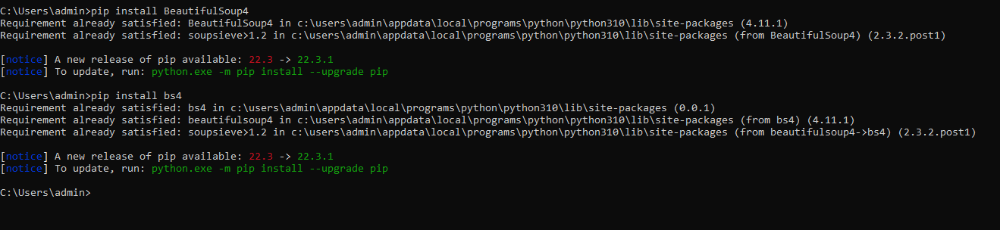 C:\Users\admin>pip install BeautifulSoup4
Requirement already satisfied: BeautifulSoup4 in c:\users\admin\appdata\local\programs\python\python310\lib\site-packages (4.11.1)
Requirement already satisfied: soupsieve>1.2 in c:\users\admin\appdata\local\programs\python\python310\lib\site-packages (from BeautifulSoup4) (2.3.2.post1)
[notice] A new release of pip available: 22.3 -> 22.3.1
[notice] To update, run: python.exe -m pip install --upgrade pip
C:\Users\admin>pip install bs4
Requirement already satisfied: bs4 in c:\users\admin\appdata\local\programs\python\python310\lib\site-packages (0.0.1)
Requirement already satisfied: beautifulsoup4 in c:\users\admin\appdata\local\programs\python\python310\lib\site-packages (from bs4) (4.11.1)
Requirement already satisfied: soupsieve>1.2 in c:\users\admin\appdata\local\programs\python\python310\lib\site-packages (from beautifulsoup4->bs4) (2.3.2.post1)
[notice] A new release of pip available: 22.3 -> 22.3.1
[notice] To update, run: python.exe -m pip install --upgrade pip
C:\Users\admin>